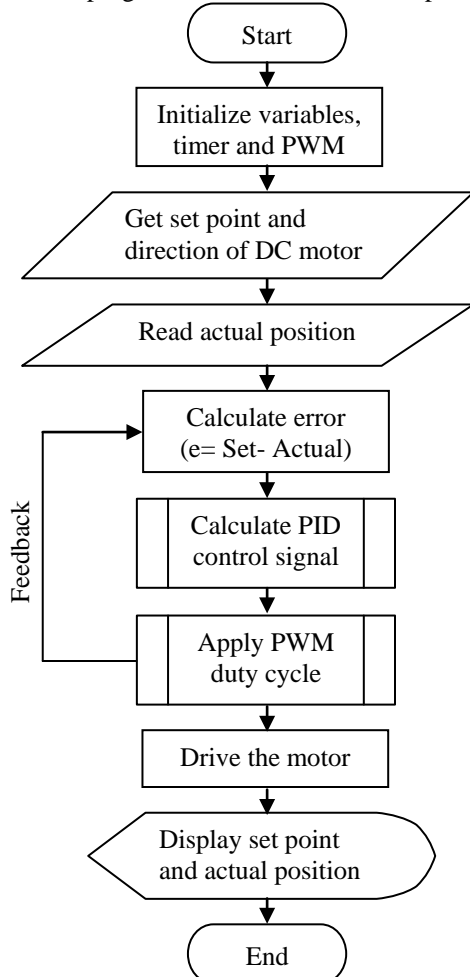 Start
Initialize variables,
timer and PWM
Get set point and
direction of DC motor
Read actual position
Calculate error
(e= Set- Actual)
Feedback
Calculate PID
control signal
Apply PWM
duty cycle
Drive the motor
Display set point
and actual position
End